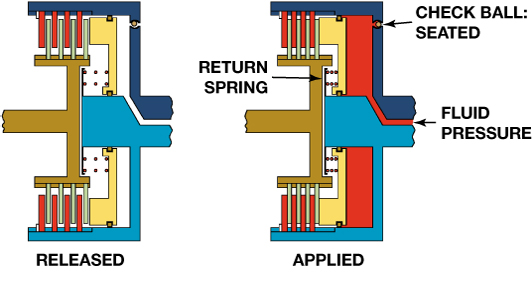 CHECK BALL:
SEATED
RETURN
SPRING
FLUID
PRESSURE
RELEASED
APPLIED